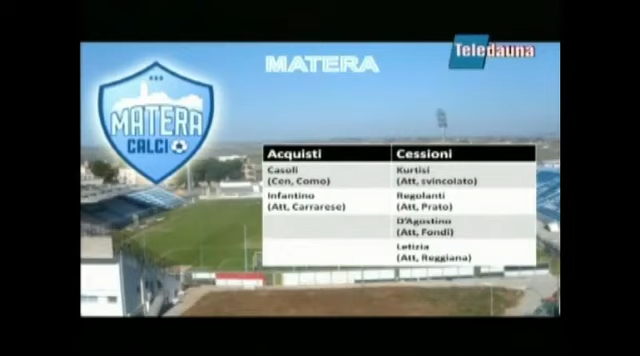 Teledauna
MATERA
MATERA
CALCI
Acquisti Cessioni
Casoli
(Cen, Como)
Kurtisi
(Att, svincolato)
Infantino
(Att, Carrarese)
Regolanti
(Att, Prato)
D'Agostino
(Att, Fondi)
Letizia
(Att, Reggiana)